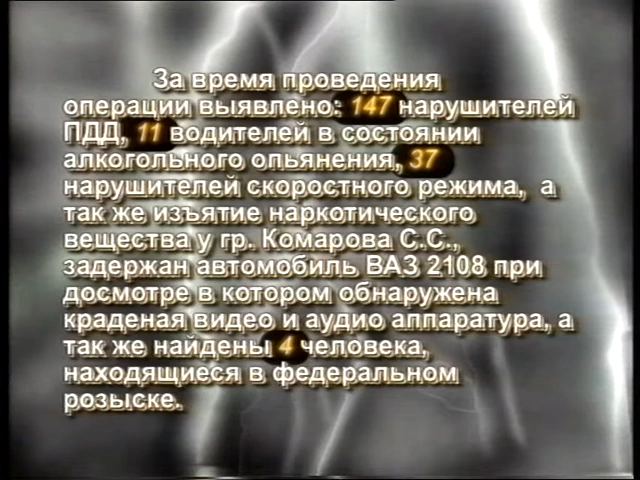 За время проведения
операции выявлено: 147 нарушителей
ПДД, 11 водителей в состоянии
алкогольного опьянения, 37
нарушителей скоростного режима, а
так же изъятие наркотического
вещества у гр. Комарова С.С.,
задержан автомобиль ВАЗ 2108 при
досмотре в котором обнаружена
краденая видео и аудио аппаратура, а
так же найдены 4 человека,
находящиеся в федеральном
розыске.